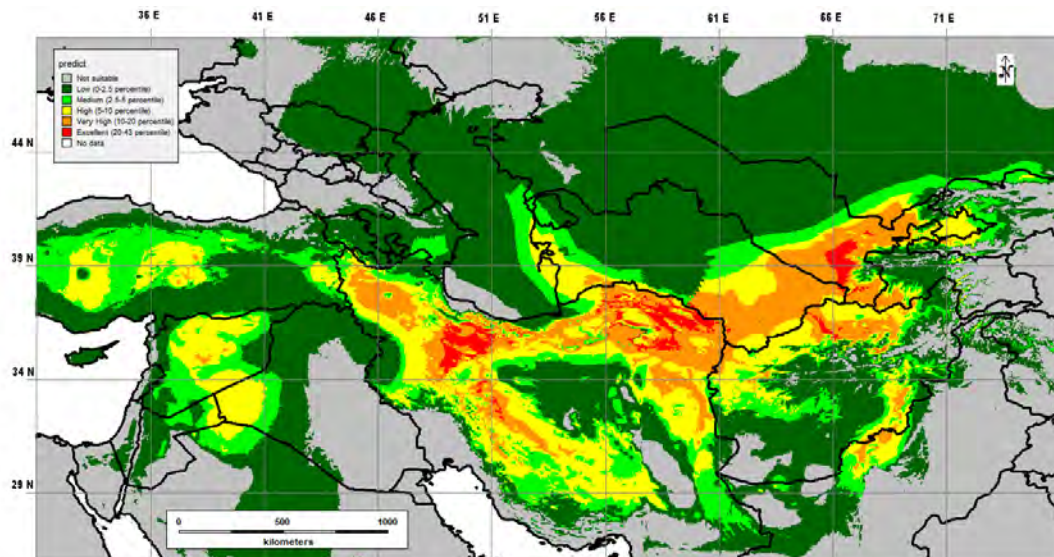 36 E 41 E 46 E 51 E 56 E 61 E 66 E 71 E
predict
Not suitable
Low (0-2.5 percentile)
Medium (2.5-5 percentile)
High (5-10 percentile)
Very High (10-20 percentile)
Excellent (20-43 percentile)
No data
N
44 N
39 N
34 N
29 N
0 500 1000
kilometers